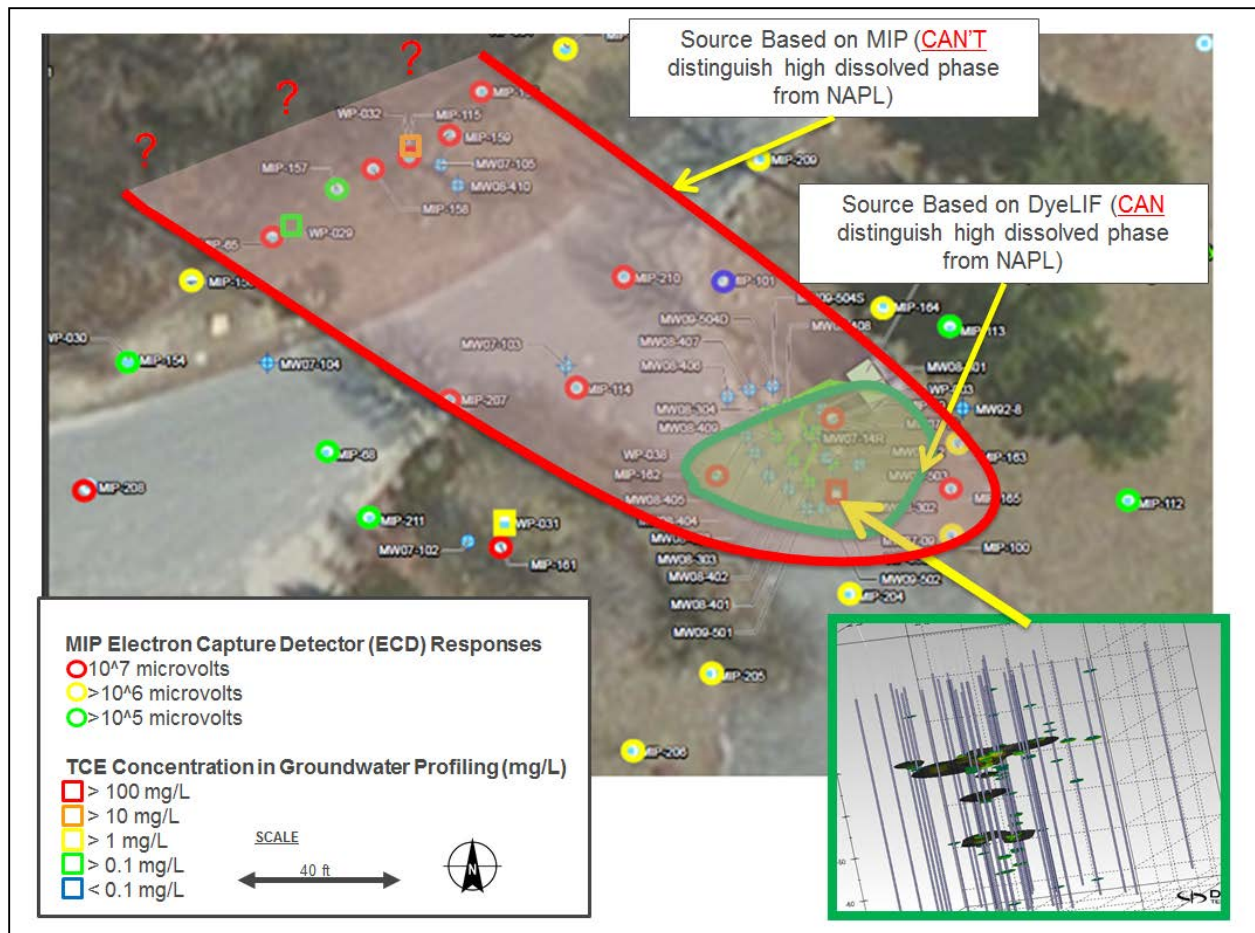 Source Based on MIP (CAN'T
distinguish high dissolved phase
from NAPL)
Source Based on DyeLIF (CAN
distinguish high dissolved phase
from NAPL)
?
?
?
WP-032
MIP-115
MIP-159
MW07-105
MW08-410
MIP-157
MIP-158
MIP-65
WP-029
MIP-209
MIP-210
MIP-101
MW09-504S
MW09-504D
MW08-407
MW08-406
MIP-164
MIP-113
WP-030
MIP-154
MW07-104
MW07-103
MIP-114
MIP-207
MW08-304
MW08-409
MW92-8
MW07-14R
WP-038
MIP-162
MIP-163
MIP-165
MIP-68
MIP-208
MIP-211
WP-031
MW07-102
MIP-161
MW08-405
MW08-404
MW08-303
MW08-402
MW08-401
MW09-501
MIP-112
MIP-100
MW09-502
MIP-204
MIP-205
MIP-206
MIP Electron Capture Detector (ECD) Responses
10^7 microvolts
>10^6 microvolts
>10^5 microvolts
TCE Concentration in Groundwater Profiling (mg/L)
> 100 mg/L
> 10 mg/L
> 1 mg/L
> 0.1 mg/L
< 0.1 mg/L
SCALE
40 ft
N